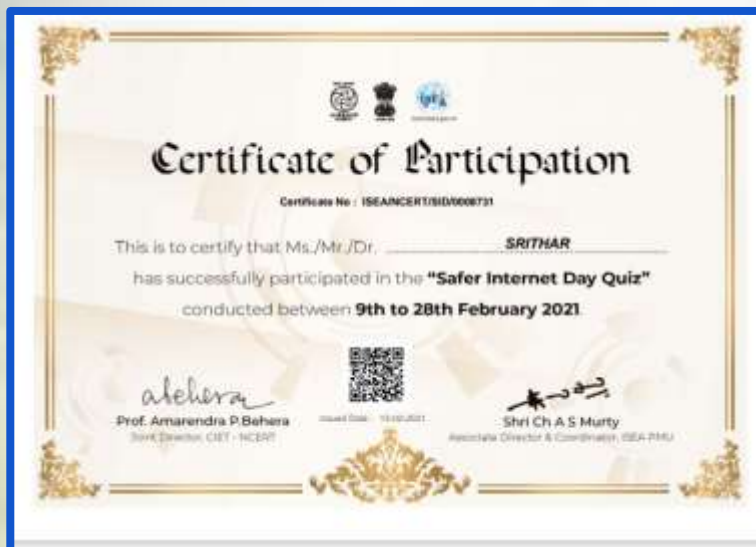 Certificate of Participation
Certificate No : ISEA/NCERT/SID/0008731
This is to certify that Ms./Mr./Dr. SRITHAR
has successfully participated in the "Safer Internet Day Quiz"
conducted between 9th to 28th February 2021
Prof. Amarendra P.Behera
Joint Director, CIET - NCERT
Issued Date :
Shri Ch A S Murty
Associate Director & Coordinator, ISEA-PMU